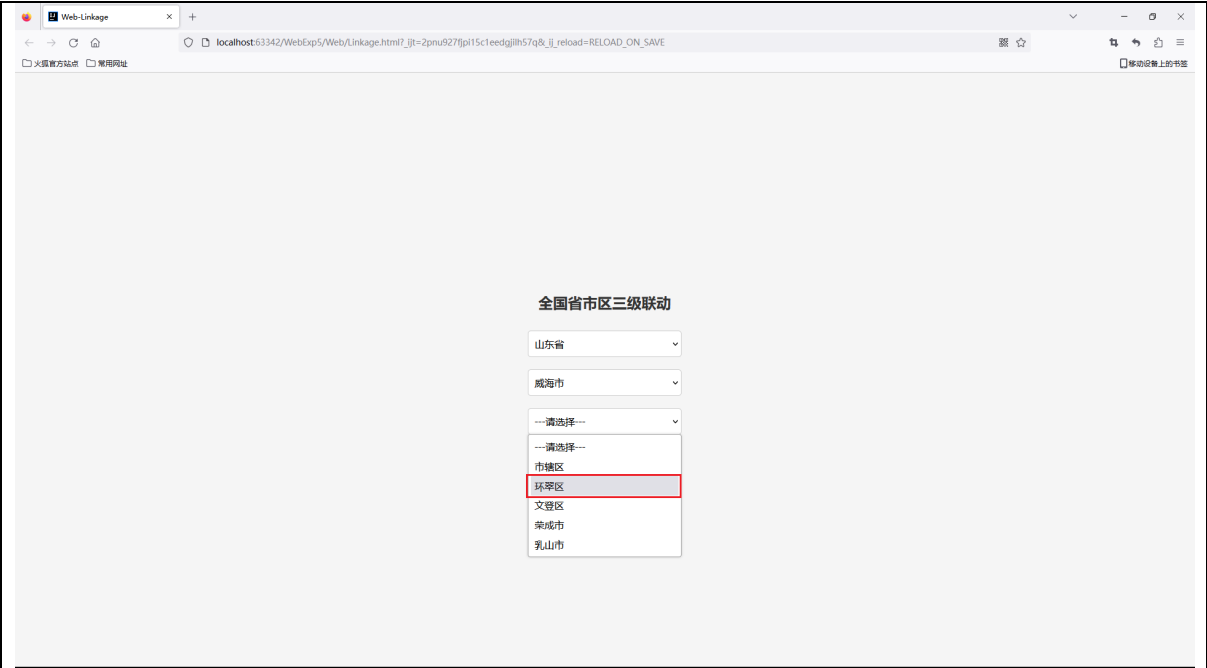 Web-Linkage
localhost:63342/WebExp5/Web/Linkage.html?_ijt=2pnu927fjpi15c1eedgjilh57q&_ij_reload=RELOAD_ON_SAVE
火狐官方站点 常用网址 移动设备上的书签
全国省市区三级联动
山东省
威海市
---请选择---
---请选择---
市辖区
环翠区
文登区
荣成市
乳山市